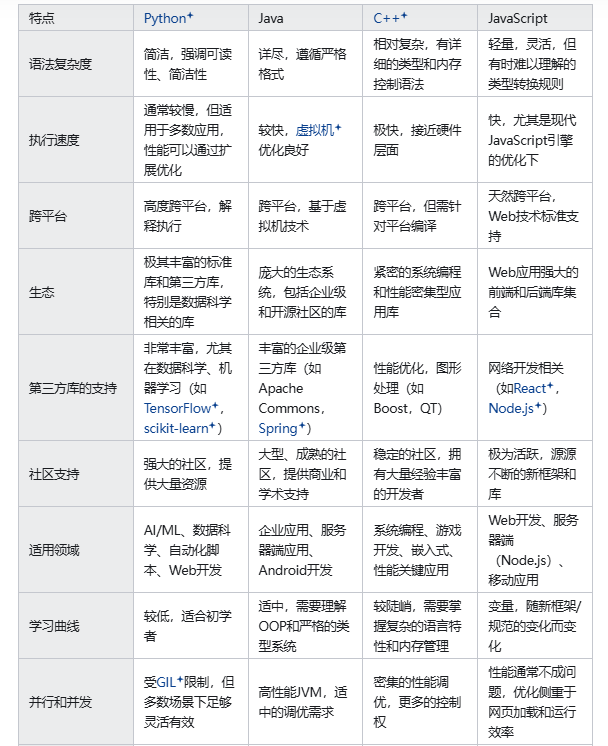 特点
Python
Java
C++
JavaScript
语法复杂度
简洁，强调可读
性、简洁性
详尽，遵循严格
格式
相对复杂，有详
细的类型和内存
控制语法
轻量，灵活，但
有时难以理解的
类型转换规则
执行速度
通常较慢，但适
用于多数应用，
性能可以通过扩
展优化
较快，虚拟机
优化良好
极快，接近硬件
层面
快，尤其是现代
JavaScript引擎
的优化下
跨平台
高度跨平台，解
释执行
跨平台，基于虚
拟机技术
跨平台，但需针
对平台编译
天然跨平台，
Web技术标准支
持
生态
极其丰富的标准
库和第三方库，
特别是数据科学
相关的库
庞大的生态系
统，包括企业级
和开源社区的库
紧密的系统编程
和性能密集型应
用库
Web应用强大的
前端和后端库集
合
第三方库的支持
非常丰富，尤其
在数据科学、机
器学习（如
TensorFlow，
scikit-learn）
丰富的企业级第
三方库（如
Apache
Commons，
Spring）
性能优化，图形
处理（如
Boost，QT）
网络开发相关
（如React，
Node.js）
社区支持
强大的社区，提
供大量资源
大型、成熟的社
区，提供商业和
学术支持
稳定的社区，拥
有大量经验丰富
的开发者
极为活跃，源源
不断的新框架和
库
适用领域
AI/ML、数据科
学、自动化脚
本、Web开发
企业应用、服务
器端应用、
Android开发
系统编程、游戏
开发、嵌入式、
性能关键应用
Web开发、服务
器端
（Node.js）、
移动应用
学习曲线
较低，适合初学
者
适中，需要理解
OOP和严格的类
型系统
较陡峭，需要掌
握复杂的语言特
性和内存管理
变量，随新框架/
规范的变化而变
化
并行和并发
受GIL限制，但
多数场景下足够
灵活有效
高性能JVM，适
中的调优需求
密集的性能调
优，更多的控制
权
性能通常不成问
题，优化侧重于
网页加载和运行
效率